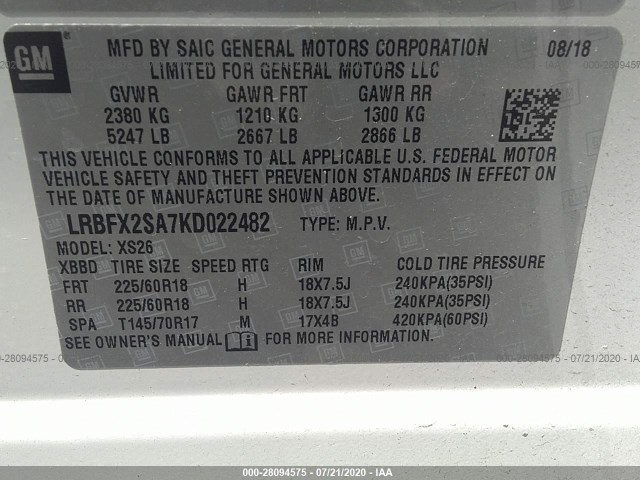 GM
MFD BY SAIC GENERAL MOTORS CORPORATION 08/18
LIMITED FOR GENERAL MOTORS LLC
GVWR GAWR FRT GAWR RR
2380 KG 1210 KG 1300 KG
5247 LB 2667 LB 2866 LB
THIS VEHICLE CONFORMS TO ALL APPLICABLE U.S. FEDERAL MOTOR
VEHICLE SAFETY AND THEFT PREVENTION STANDARDS IN EFFECT ON
THE DATE OF MANUFACTURE SHOWN ABOVE.
LRBFX2SA7KD022482 TYPE: M.P.V.
MODEL: XS26
XBBD TIRE SIZE SPEED RTG RIM COLD TIRE PRESSURE
FRT 225/60R18 H 18X7.5J 240KPA(35PSI)
RR 225/60R18 H 18X7.5J 240KPA(35PSI)
SPA T145/70R17 M 17X4B 420KPA(60PSI)
SEE OWNER'S MANUAL FOR MORE INFORMATION.
000 - 28094575 - 07/21/2020 - IAA